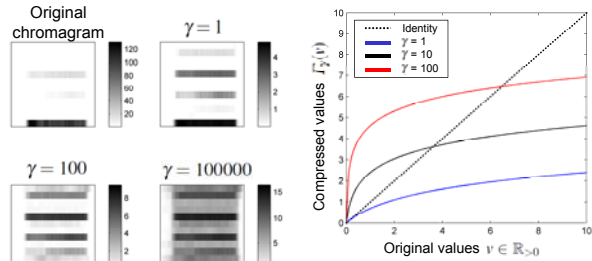 Original
chromagram
γ = 1
120
100
80
60
40
20
4
3
2
1
γ = 100
γ = 100000
8
6
4
2
15
10
5
Compressed values Γγ(v)
10
9
8
7
6
5
4
3
2
1
0
Identity
γ = 1
γ = 10
γ = 100
0 2 4 6 8 10
Original values v ∈ ℝ>0